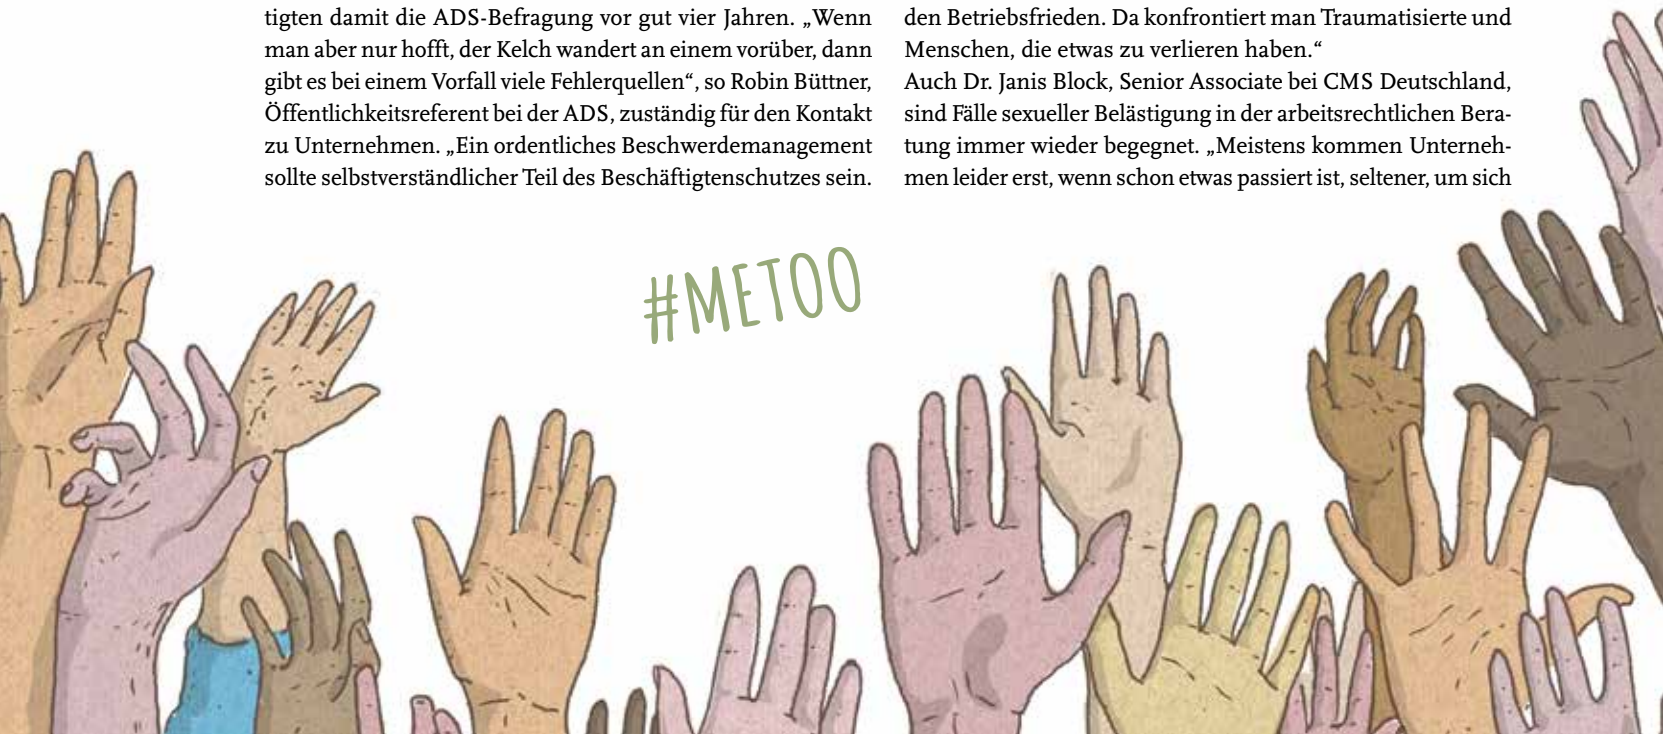 tigten damit die ADS-Befragung vor gut vier Jahren. „Wenn
man aber nur hofft, der Kelch wandert an einem vorüber, dann
gibt es bei einem Vorfall viele Fehlerquellen“, so Robin Büttner,
Öffentlichkeitsreferent bei der ADS, zuständig für den Kontakt
zu Unternehmen. „Ein ordentliches Beschwerdemanagement
sollte selbstverständlicher Teil des Beschäftigtenschutzes sein.
den Betriebsfrieden. Da konfrontiert man Traumatisierte und
Menschen, die etwas zu verlieren haben.“
Auch Dr. Janis Block, Senior Associate bei CMS Deutschland,
sind Fälle sexueller Belästigung in der arbeitsrechtlichen Bera-
tung immer wieder begegnet. „Meistens kommen Unterneh-
men leider erst, wenn schon etwas passiert ist, seltener, um sich
#METOO